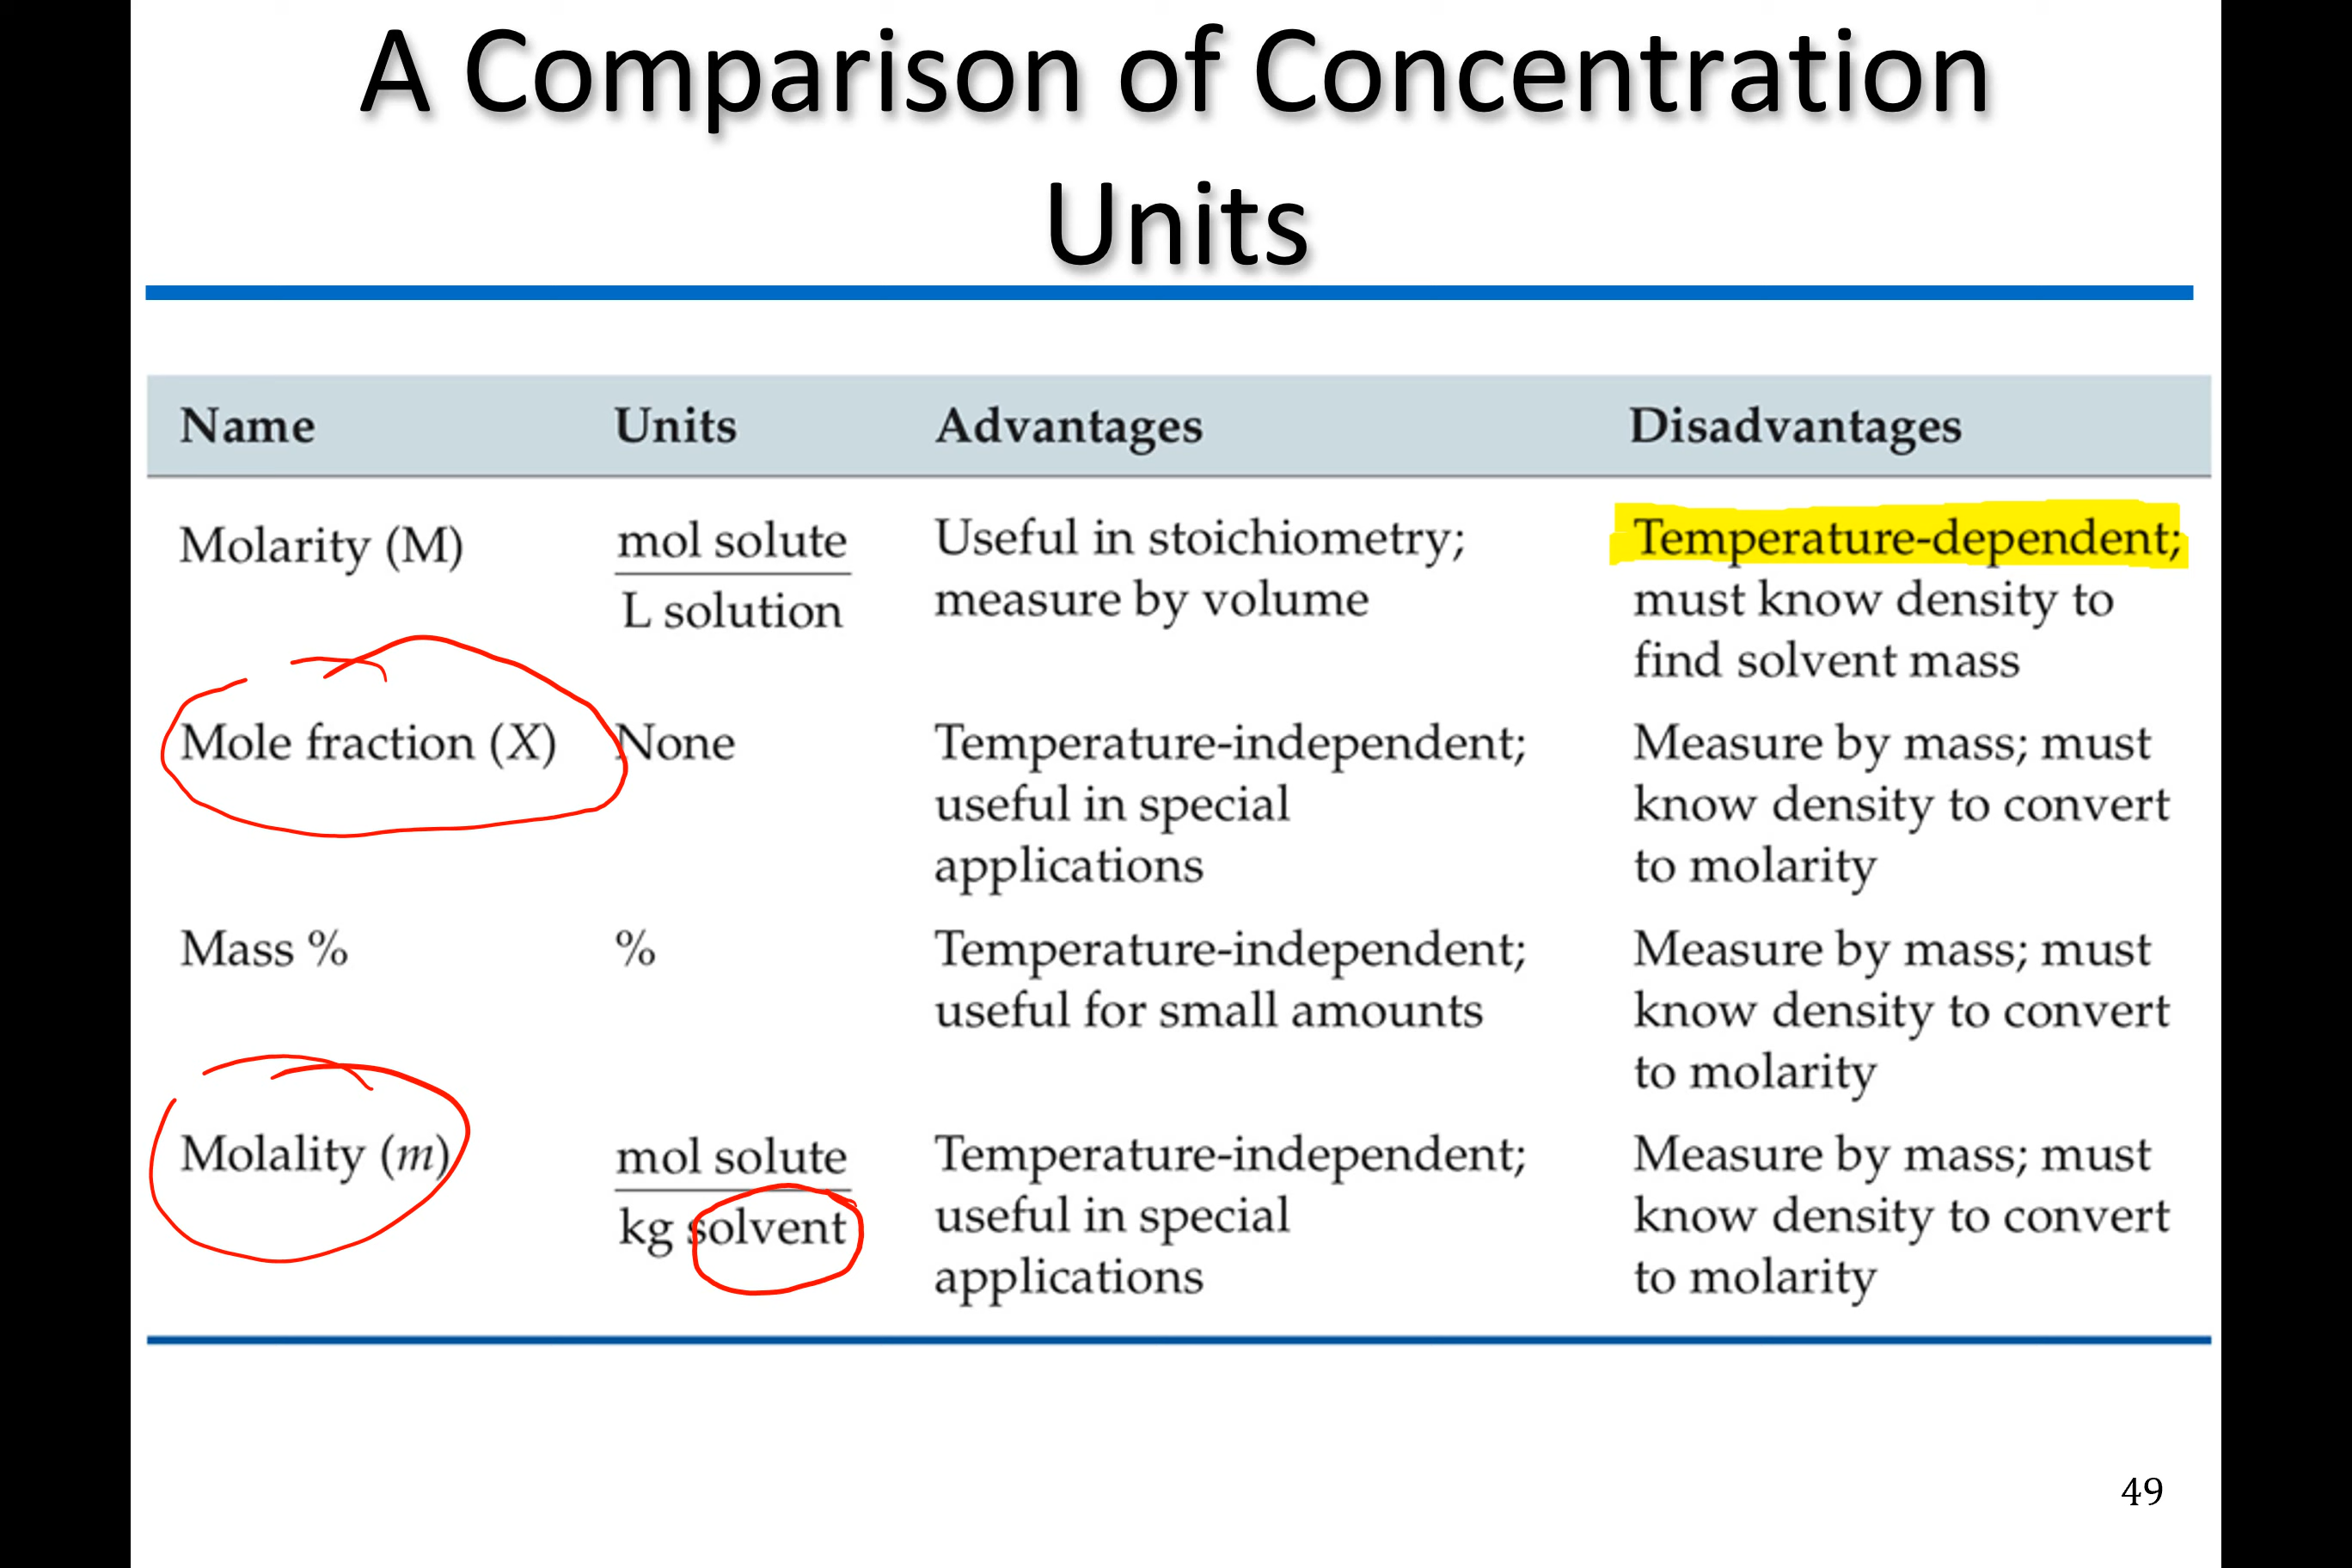 A Comparison of Concentration
Units
Name Units Advantages Disadvantages
Molarity (M) mol solute Useful in stoichiometry; Temperature-dependent;
L solution measure by volume must know density to
find solvent mass
Mole fraction (X) None Temperature-independent; Measure by mass; must
useful in special know density to convert
applications to molarity
Mass % % Temperature-independent; Measure by mass; must
useful for small amounts know density to convert
to molarity
Molality (m) mol solute Temperature-independent; Measure by mass; must
kg solvent useful in special know density to convert
applications to molarity
49